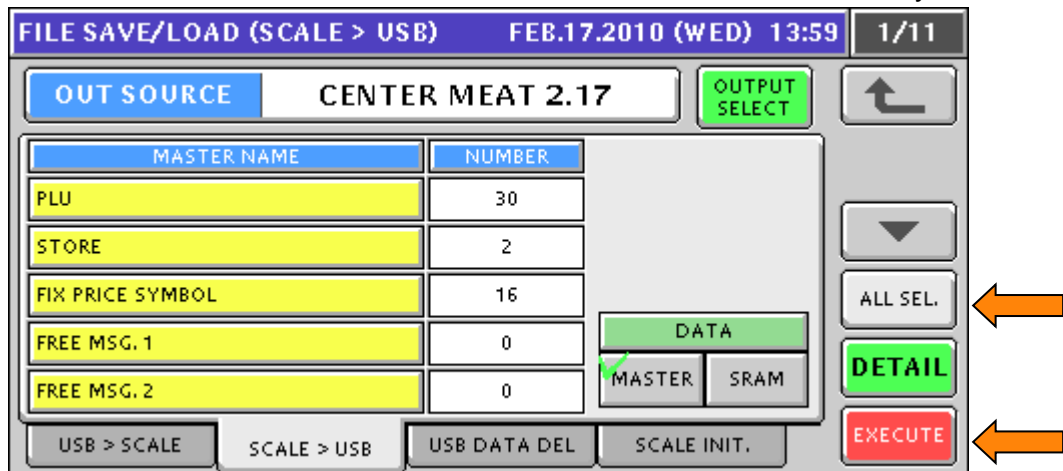 FILE SAVE/LOAD (SCALE > USB) FEB.17.2010 (WED) 13:59 1/11
OUT SOURCE CENTER MEAT 2.17 OUTPUT
SELECT
MASTER NAME NUMBER
PLU 30
STORE 2
FIX PRICE SYMBOL 16
ALL SEL.
FREE MSG. 1 0
DATA
FREE MSG. 2 0
MASTER SRAM
DETAIL
USB > SCALE SCALE > USB USB DATA DEL SCALE INIT.
EXECUTE